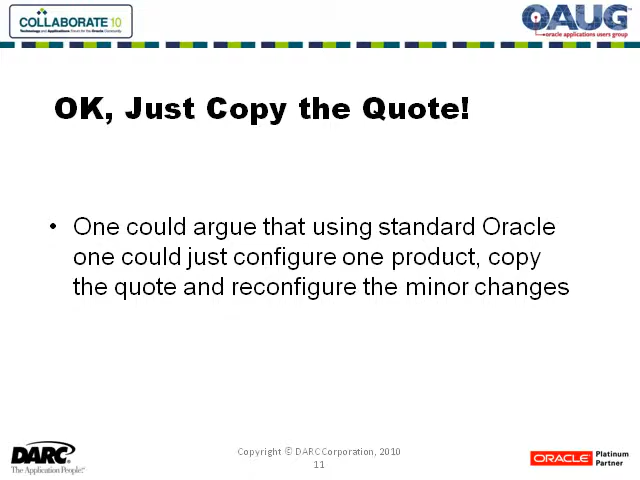 COLLABORATE 10
Technology and Applications Forum for the Oracle Community
OAUG
oracle applications users group
OK, Just Copy the Quote!
• One could argue that using standard Oracle
one could just configure one product, copy
the quote and reconfigure the minor changes
DARC
The Application People.
Copyright © DARC Corporation, 2010
11
ORACLE Platinum
Partner